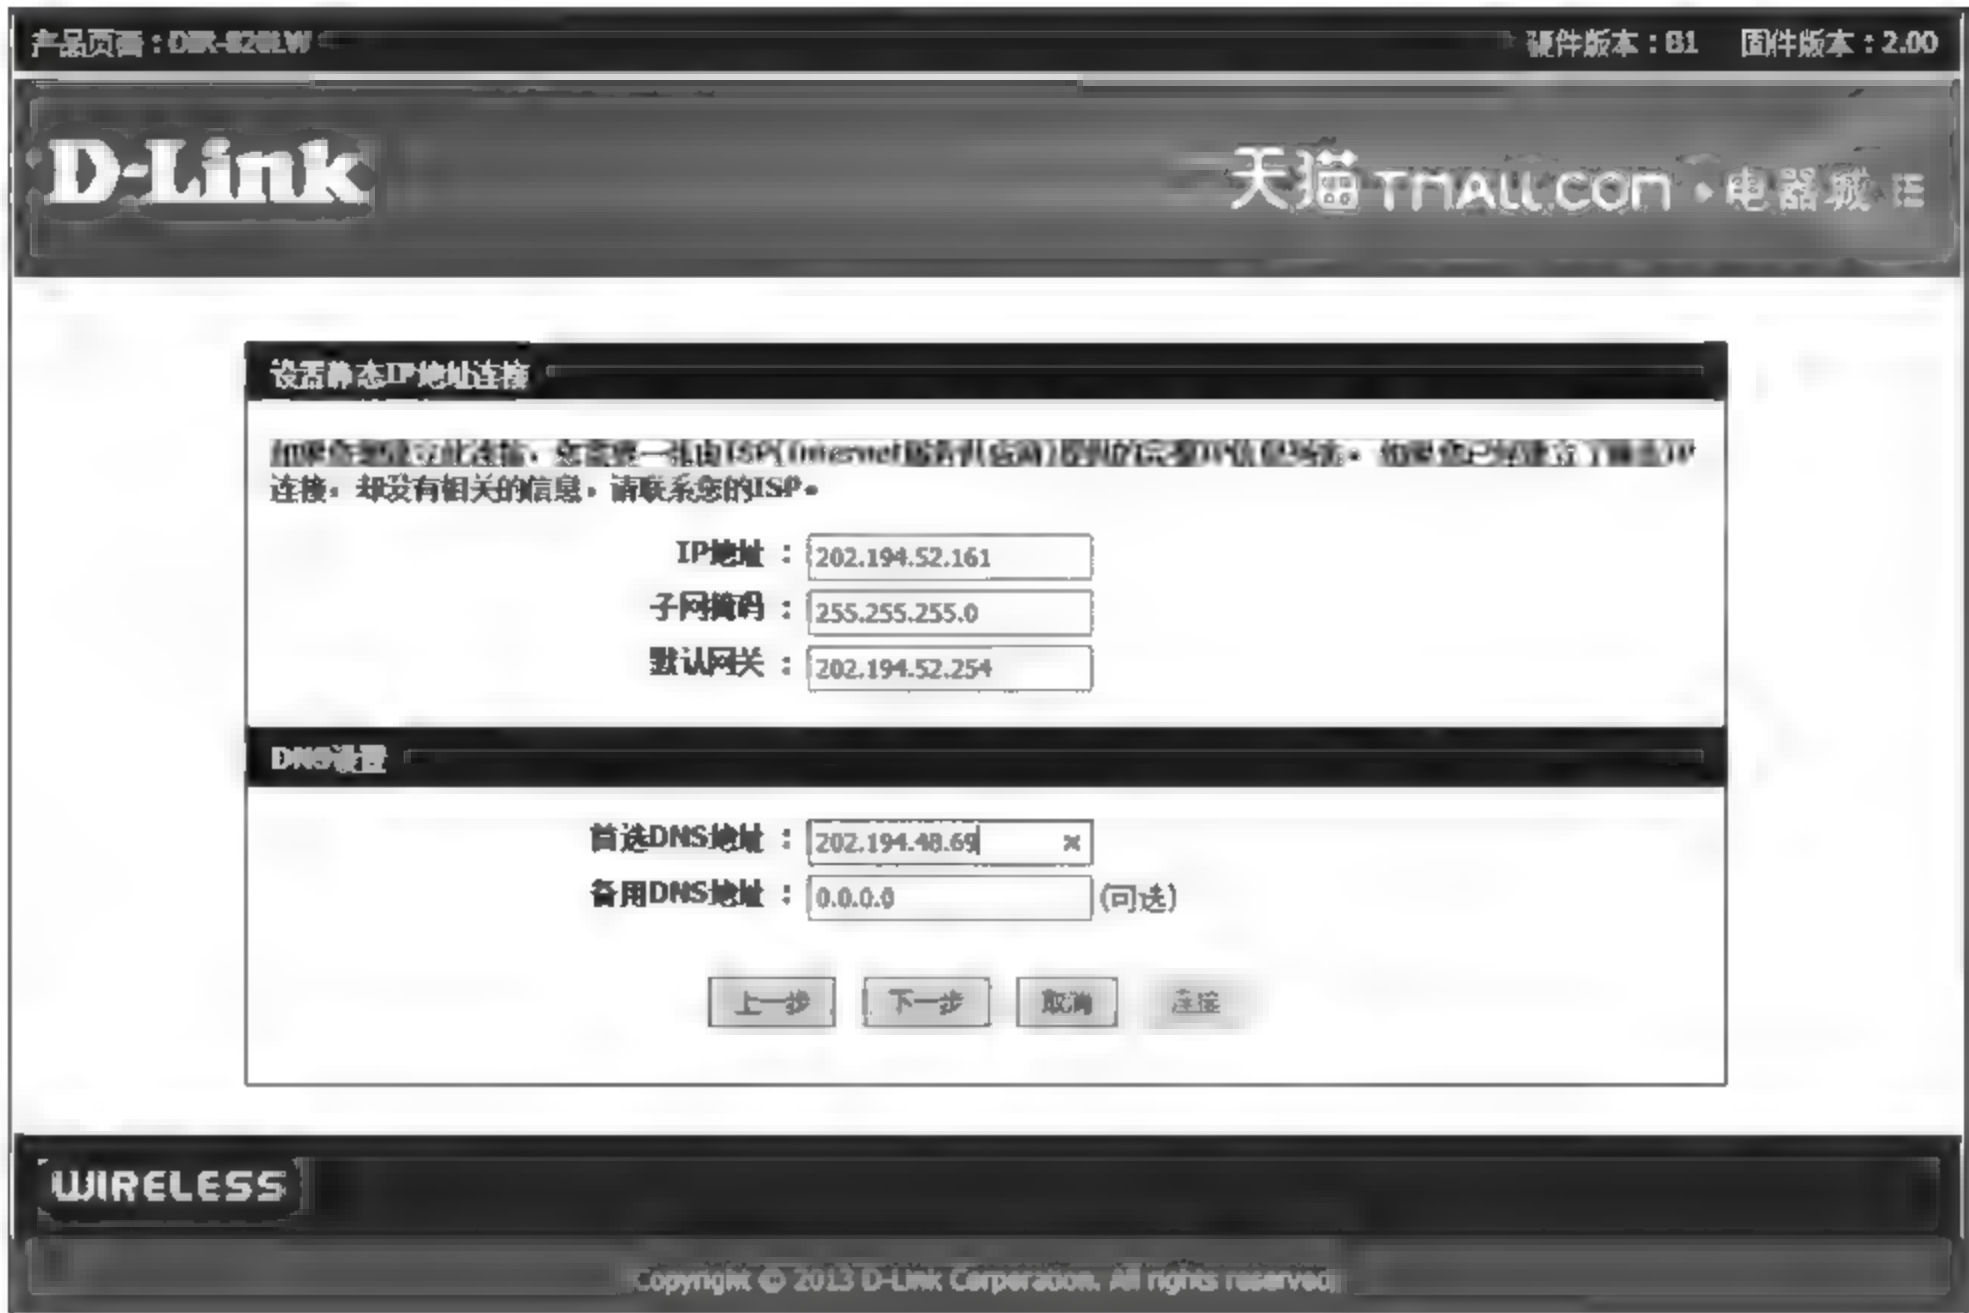 产品页面：DIR-820LW 硬件版本：B1 固件版本：2.00
D-Link
天猫 TMALL.COM·电器城
设置静态IP地址连接
连接，却没有相关的信息，请联系您的ISP。
IP地址： 202.194.52.161
子网掩码： 255.255.255.0
默认网关： 202.194.52.254
DNS设置
首选DNS地址： 202.194.48.69 ×
备用DNS地址： 0.0.0.0 (可选)
上一步 下一步 取消 连接
WIRELESS
Copyright © 2013 D-Link Corporation. All rights reserved.